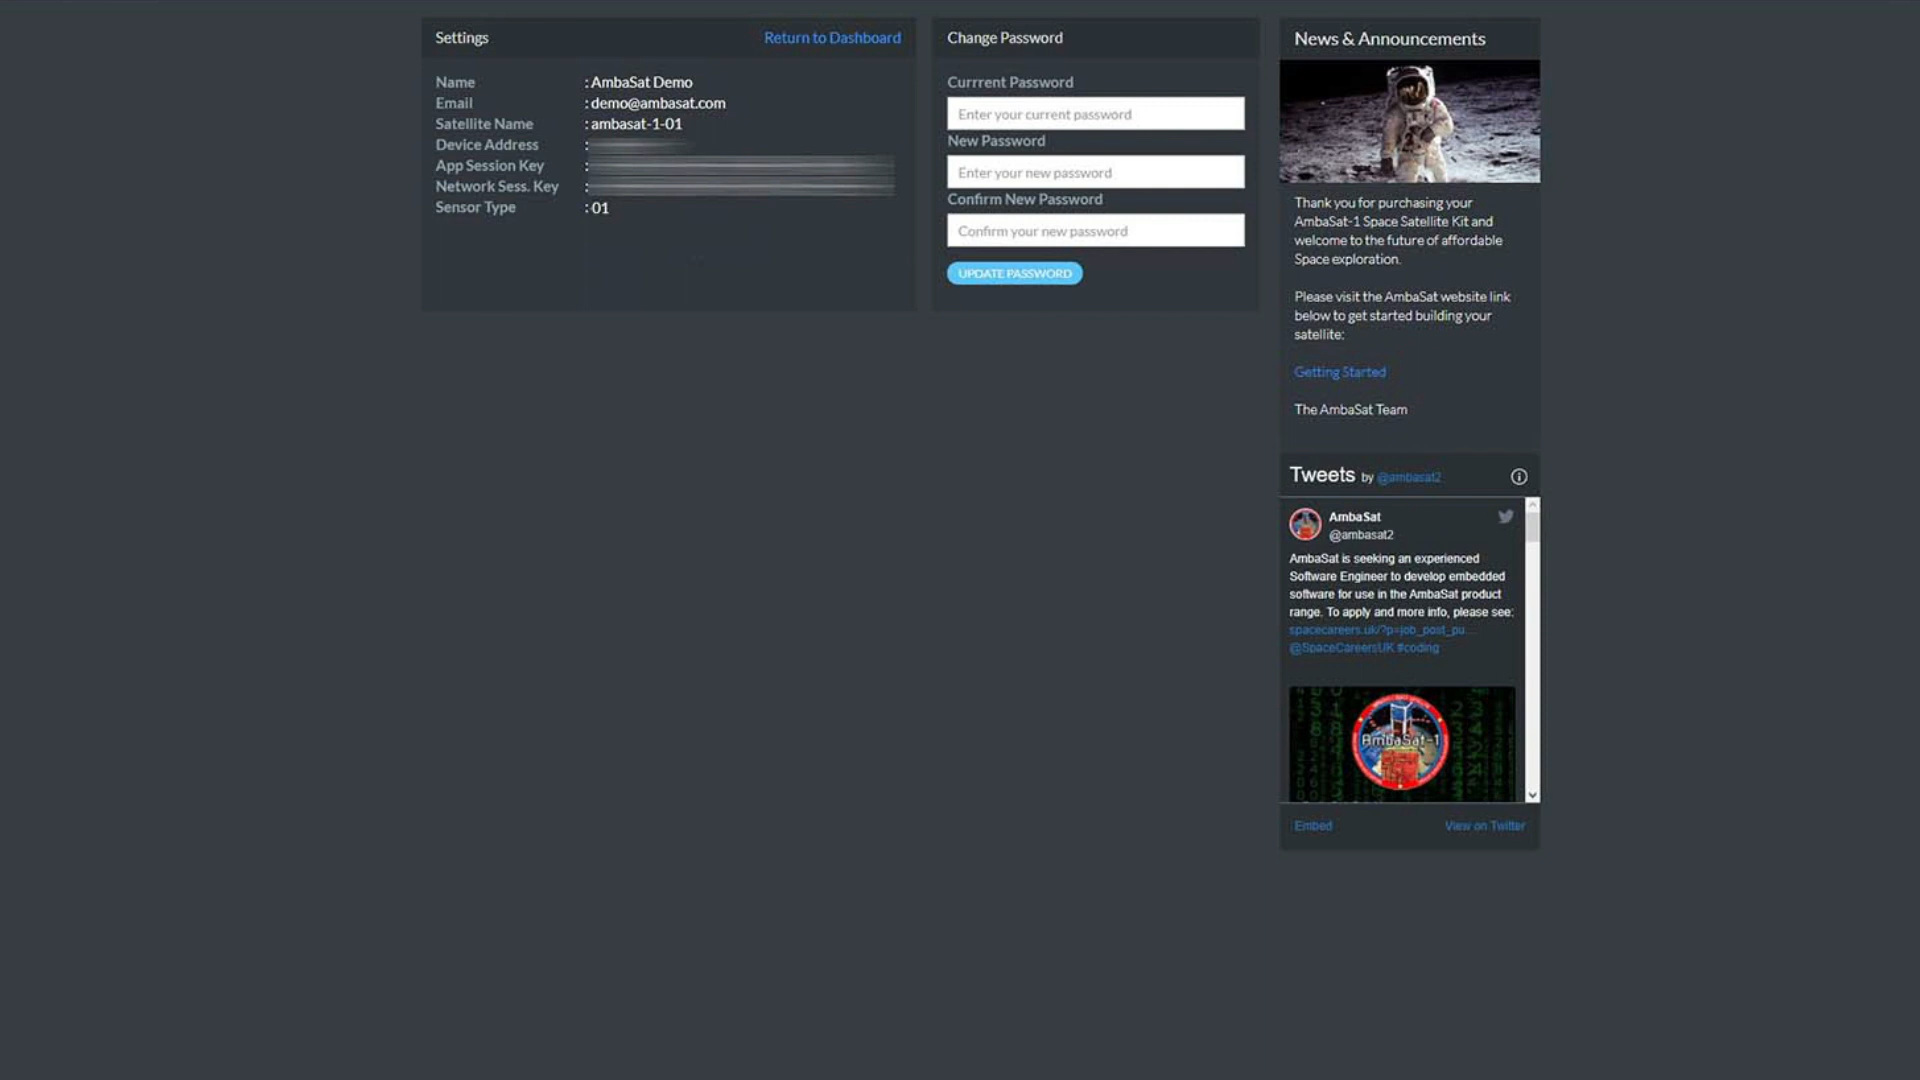 Settings
Return to Dashboard
Name : AmbaSat Demo
Email : demo@ambasat.com
Satellite Name : ambasat-1-01
Device Address :
App Session Key :
Network Sess. Key :
Sensor Type : 01
Change Password
Currrent Password
Enter your current password
New Password
Enter your new password
Confirm New Password
Confirm your new password
UPDATE PASSWORD
News & Announcements
Thank you for purchasing your
AmbaSat-1 Space Satellite Kit and
welcome to the future of affordable
Space exploration.
Please visit the AmbaSat website link
below to get started building your
satellite:
Getting Started
The AmbaSat Team
Tweets by @ambasat2
AmbaSat
@ambasat2
AmbaSat is seeking an experienced
Software Engineer to develop embedded
software for use in the AmbaSat product
range. To apply and more info, please see:
spacecareers.uk/?p=job_post_pu...
@SpaceCareersUK #coding
AmbaSat-1
Embed
View on Twitter